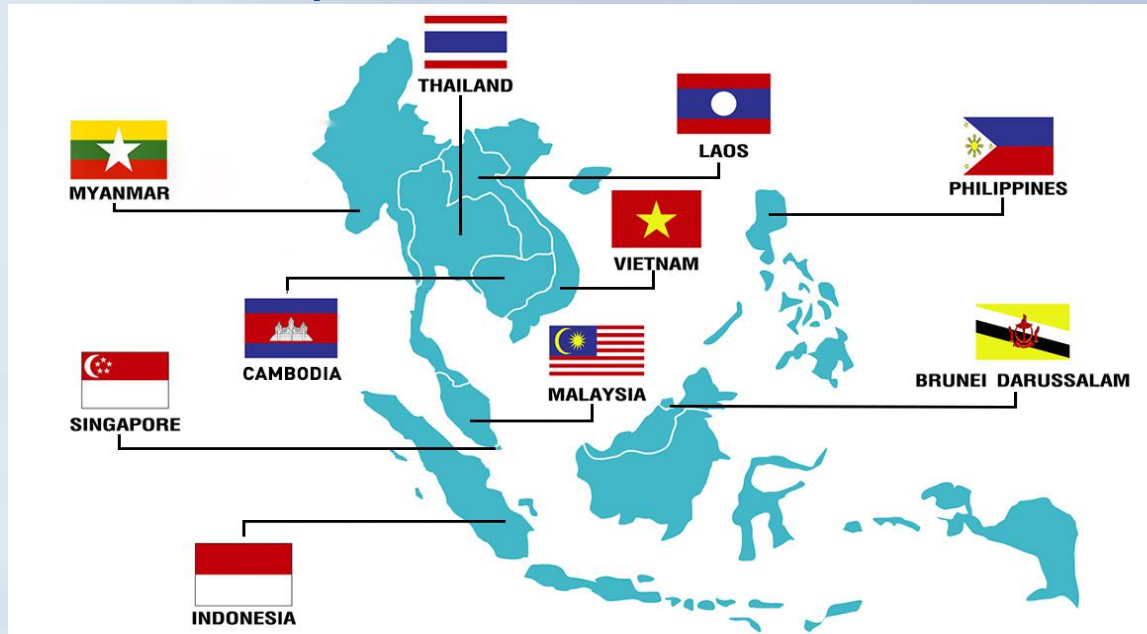 THAILAND
LAOS
MYANMAR
PHILIPPINES
VIETNAM
CAMBODIA
MALAYSIA
BRUNEI DARUSSALAM
SINGAPORE
INDONESIA